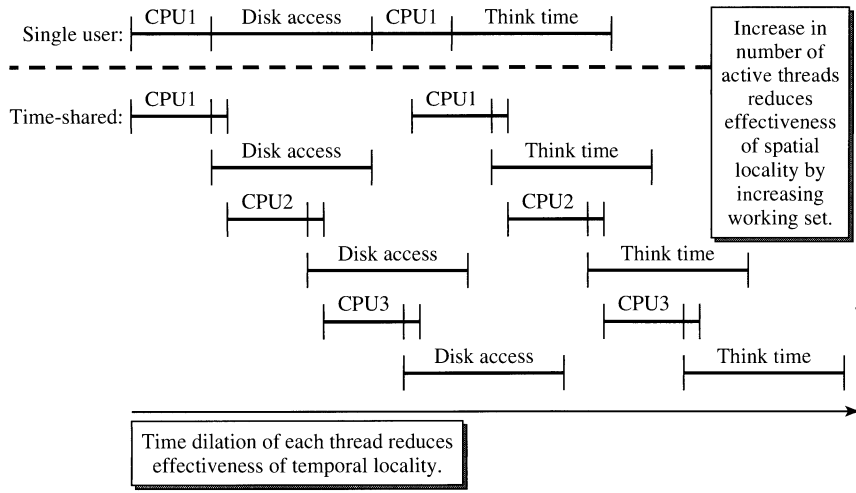 CPU1 Disk access CPU1 Think time
Single user:
Increase in
number of
active threads
reduces
effectiveness
of spatial
locality by
increasing
working set.
CPU1 CPU1
Time-shared:
Disk access Think time
CPU2 CPU2
Disk access Think time
CPU3 CPU3
Disk access Think time
Time dilation of each thread reduces
effectiveness of temporal locality.